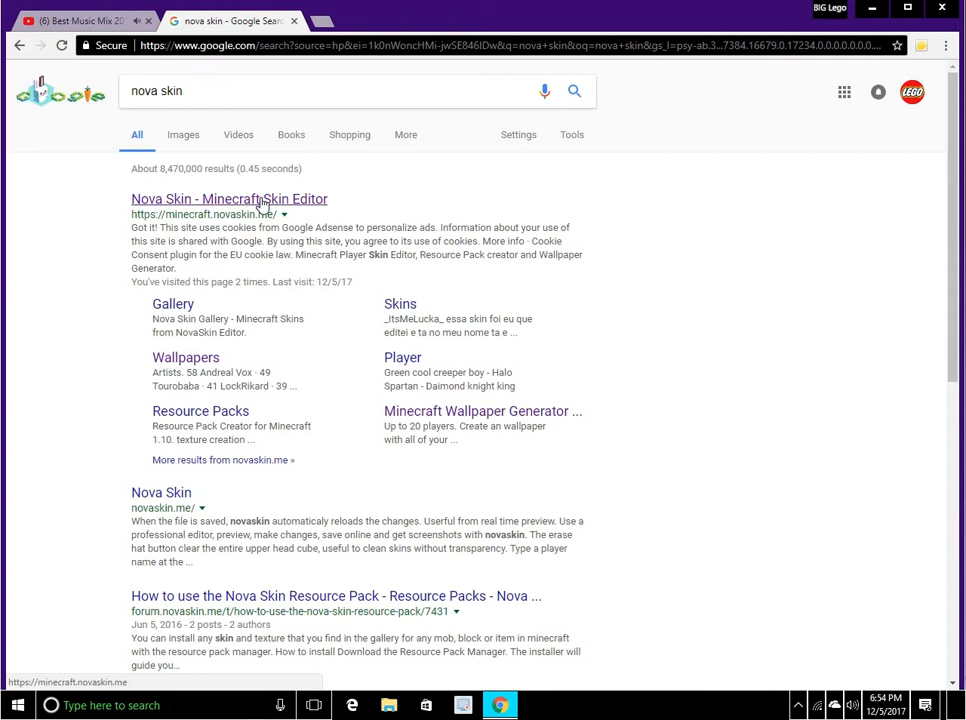 (6) Best Music Mix 20
nova skin - Google Sear
BIG Lego
Secure
https://www.google.com/search?source=hp&ei=1k0nWoncHMi-jwSE846IDw&q=nova+skin&oq=nova+skin&gs_l=psy-ab.3...7384.16679.0.17234.0.0.0.0.0.0.0.0...
nova skin
LEGO
All
Images
Videos
Books
Shopping
More
Settings
Tools
About 8,470,000 results (0.45 seconds)
Nova Skin - Minecraft Skin Editor
https://minecraft.novaskin.me/
Got it! This site uses cookies from Google Adsense to personalize ads. Information about your use of
this site is shared with Google. By using this site, you agree to its use of cookies. More info · Cookie
Consent plugin for the EU cookie law. Minecraft Player Skin Editor, Resource Pack creator and Wallpaper
Generator.
You've visited this page 2 times. Last visit: 12/5/17
Gallery
Nova Skin Gallery - Minecraft Skins
from NovaSkin Editor.
Skins
_ItsMeLucka_ essa skin foi eu que
editei e ta no meu nome ta e ...
Wallpapers
Artists. 58 Andreal Vox · 49
Tourobaba · 41 LockRikard · 39 ...
Player
Green cool creeper boy - Halo
Spartan - Daimond knight king
Resource Packs
Resource Pack Creator for Minecraft
1.10. texture creation ...
Minecraft Wallpaper Generator ...
Up to 20 players. Create an wallpaper
with all of your ...
More results from novaskin.me »
Nova Skin
novaskin.me/
When the file is saved, novaskin automaticaly reloads the changes. Userful from real time preview. Use a
professional editor, preview, make changes, save online and get screenshots with novaskin. The erase
hat button clear the entire upper head cube, useful to clean skins without transparency. Type a player
name at the ...
How to use the Nova Skin Resource Pack - Resource Packs - Nova ...
forum.novaskin.me/t/how-to-use-the-nova-skin-resource-pack/7431
Jun 5, 2016 - 2 posts - 2 authors
You can install any skin and texture that you find in the gallery for any mob, block or item in minecraft
with the resource pack manager. How to install Download the Resource Pack Manager. The installer will
guide you...
https://minecraft.novaskin.me
Type here to search
6:54 PM
12/5/2017